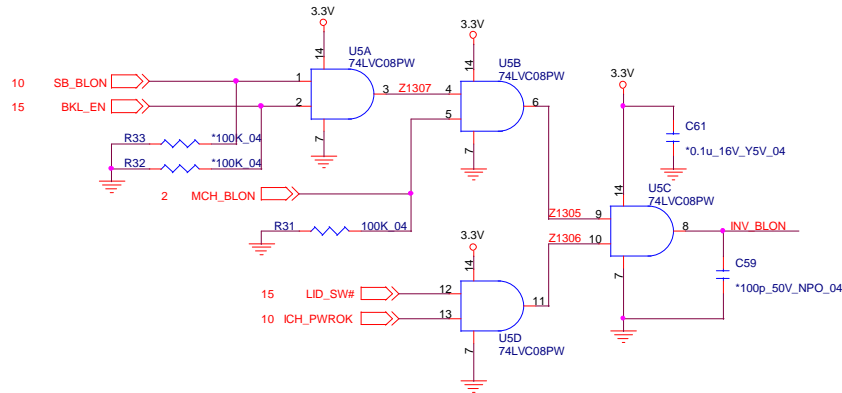 3.3V
14
U5A
74LVC08PW
10 SB_BLON
1
15 BKL_EN
2
3
Z1307
7
R33
*100K_04
R32
*100K_04
3.3V
14
U5B
74LVC08PW
4
5
6
7
2 MCH_BLON
R31
100K_04
3.3V
14
15 LID_SW#
12
10 ICH_PWROK
13
11
7
U5D
74LVC08PW
3.3V
C61
*0.1u_16V_Y5V_04
14
U5C
74LVC08PW
Z1305
9
Z1306
10
8
INV_BLON
7
C59
*100p_50V_NPO_04